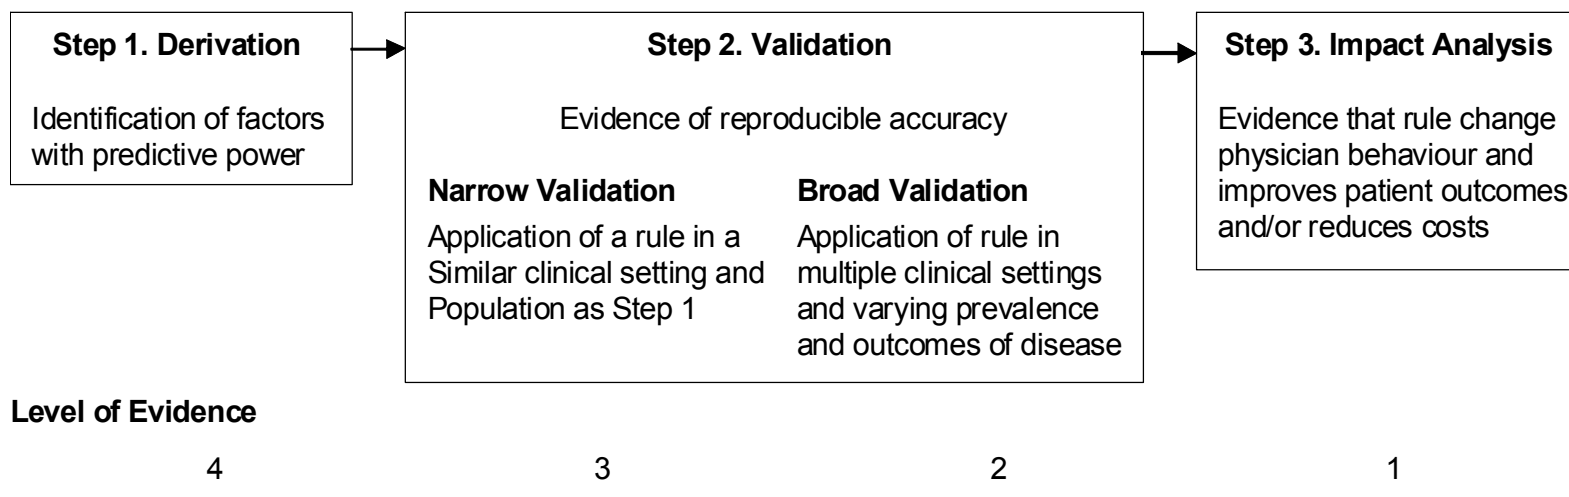 Step 1. Derivation
Identification of factors
with predictive power
Step 2. Validation
Evidence of reproducible accuracy
Narrow Validation
Application of a rule in a
Similar clinical setting and
Population as Step 1
Broad Validation
Application of rule in
multiple clinical settings
and varying prevalence
and outcomes of disease
Step 3. Impact Analysis
Evidence that rule change
physician behaviour and
improves patient outcomes
and/or reduces costs
Level of Evidence
4 3 2 1